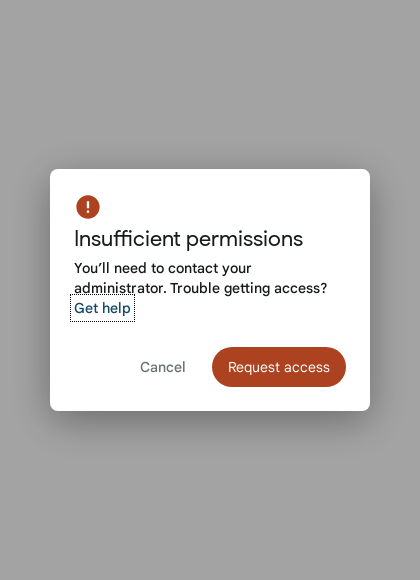 Insufficient permissions
You’ll need to contact your
administrator. Trouble getting access?
Get help
Cancel
Request access